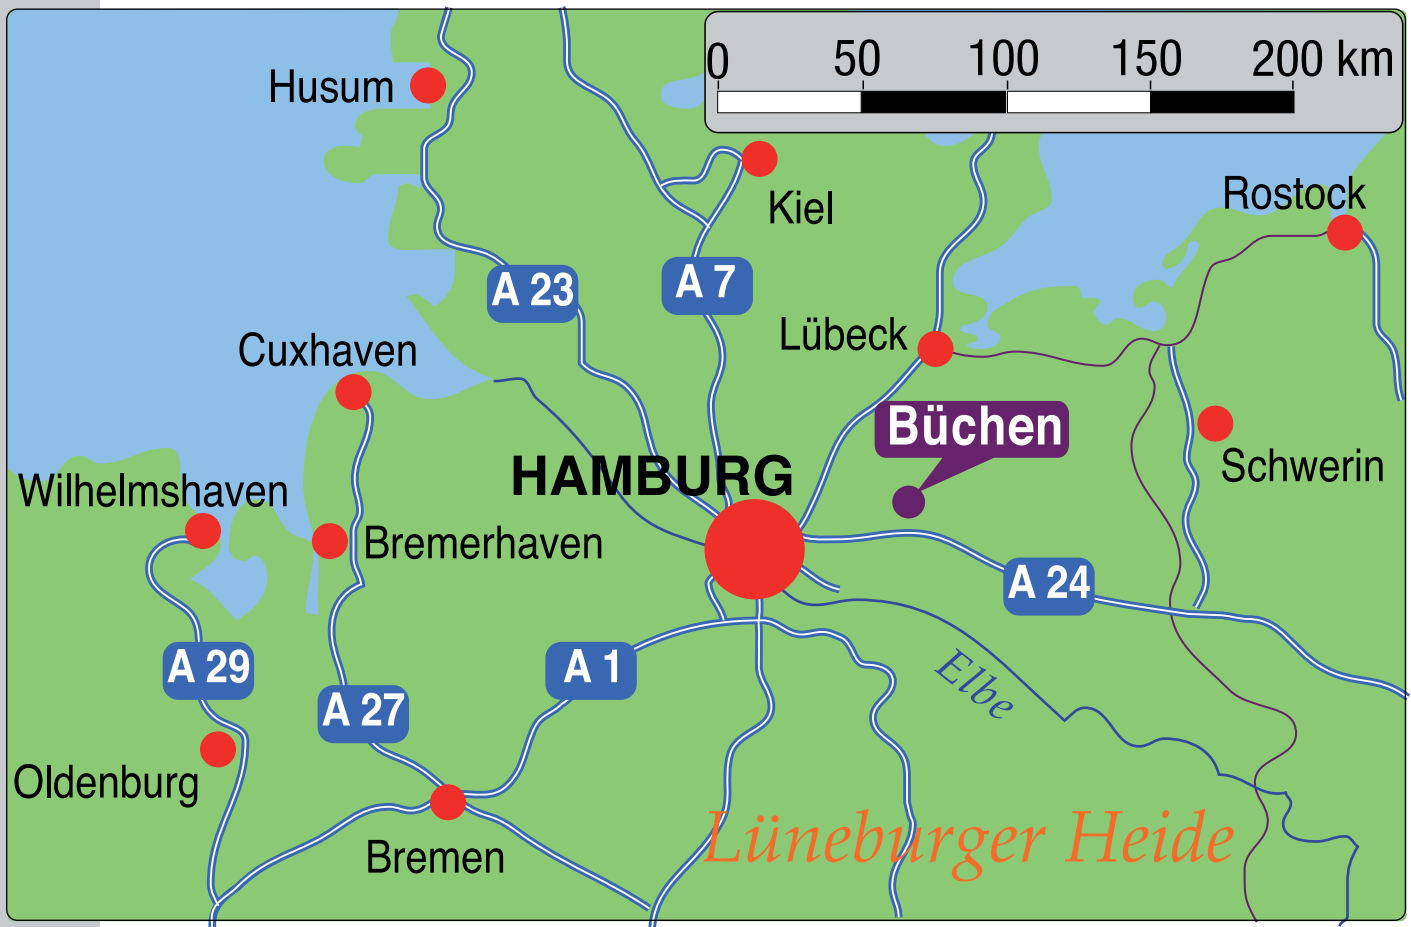 0 50 100 150 200 km
Husum
Kiel
Rostock
A 23
A 7
Lübeck
Cuxhaven
Büchen
Schwerin
HAMBURG
Wilhelmshaven
Bremerhaven
A 24
A 29
A 1
Elbe
A 27
Oldenburg
Lüneburger Heide
Bremen